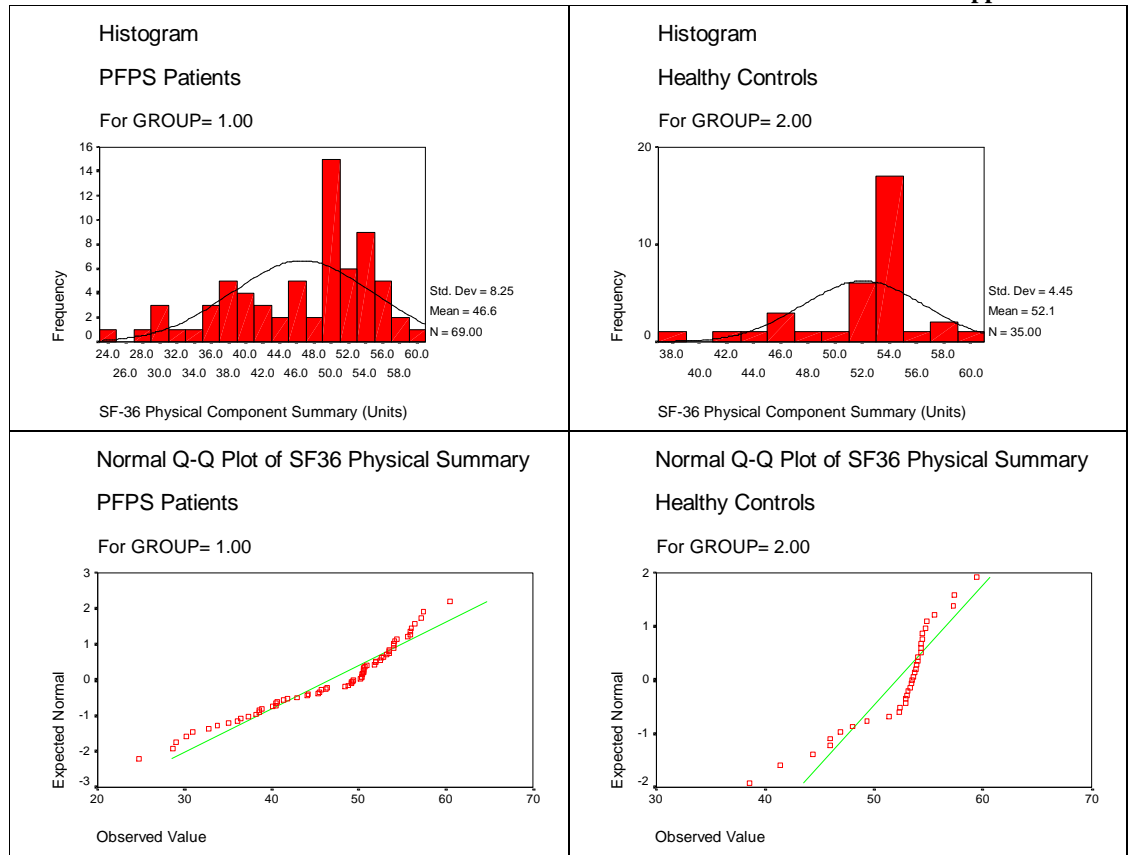 Histogram
PFPS Patients
For GROUP= 1.00
16
14
12
10
8
6
4
2
0
Frequency
Std. Dev = 8.25
Mean = 46.6
N = 69.00
24.0 28.0 32.0 36.0 40.0 44.0 48.0 52.0 56.0 60.0
26.0 30.0 34.0 38.0 42.0 46.0 50.0 54.0 58.0
SF-36 Physical Component Summary (Units)
Histogram
Healthy Controls
For GROUP= 2.00
20
10
0
Frequency
Std. Dev = 4.45
Mean = 52.1
N = 35.00
38.0 42.0 46.0 52.0 54.0 58.0
40.0 44.0 48.0 52.0 56.0 60.0
SF-36 Physical Component Summary (Units)
Normal Q-Q Plot of SF36 Physical Summary
PFPS Patients
For GROUP= 1.00
3
2
1
0
-1
-2
-3
Expected Normal
20 30 40 50 60 70
Observed Value
Normal Q-Q Plot of SF36 Physical Summary
Healthy Controls
For GROUP= 2.00
2
1
0
-1
-2
Expected Normal
30 40 50 60 70
Observed Value